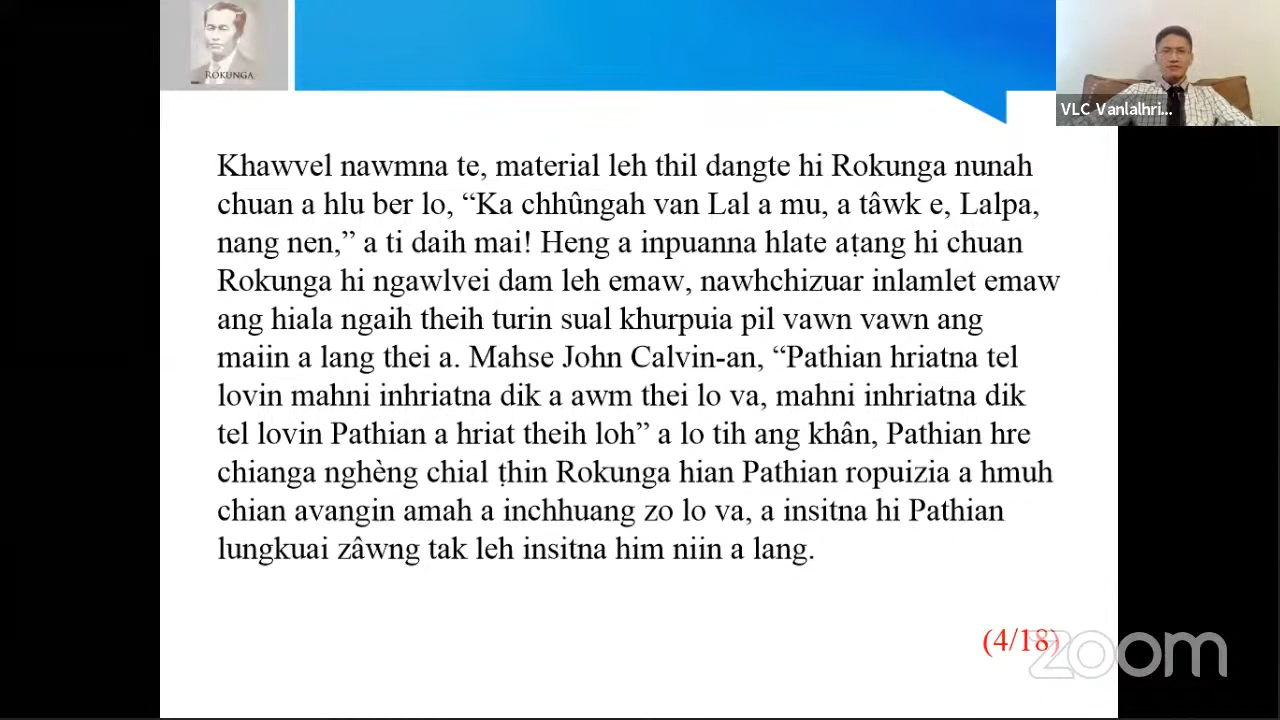 ROKUNGA
VLC Vanlalhri...
Khawvel nawmna te, material leh thil dangte hi Rokunga nunah
chuan a hlu ber lo, “Ka chhûngah van Lal a mu, a tâwk e, Lalpa,
nang nen,” a ti daih mai! Heng a inpuanna hlate aṭang hi chuan
Rokunga hi ngawlvei dam leh emaw, nawhchizuar inlamlet emaw
ang hiala ngaih theih turin sual khurpuia pil vawn vawn ang
maiin a lang thei a. Mahse John Calvin-an, “Pathian hriatna tel
lovin mahni inhriatna dik a awm thei lo va, mahni inhriatna dik
tel lovin Pathian a hriat theih loh” a lo tih ang khân, Pathian hre
chianga nghèng chial ṭhin Rokunga hian Pathian ropuizia a hmuh
chian avangin amah a inchhuang zo lo va, a insitna hi Pathian
lungkuai zâwng tak leh insitna him niin a lang.
(4/18)
zoom